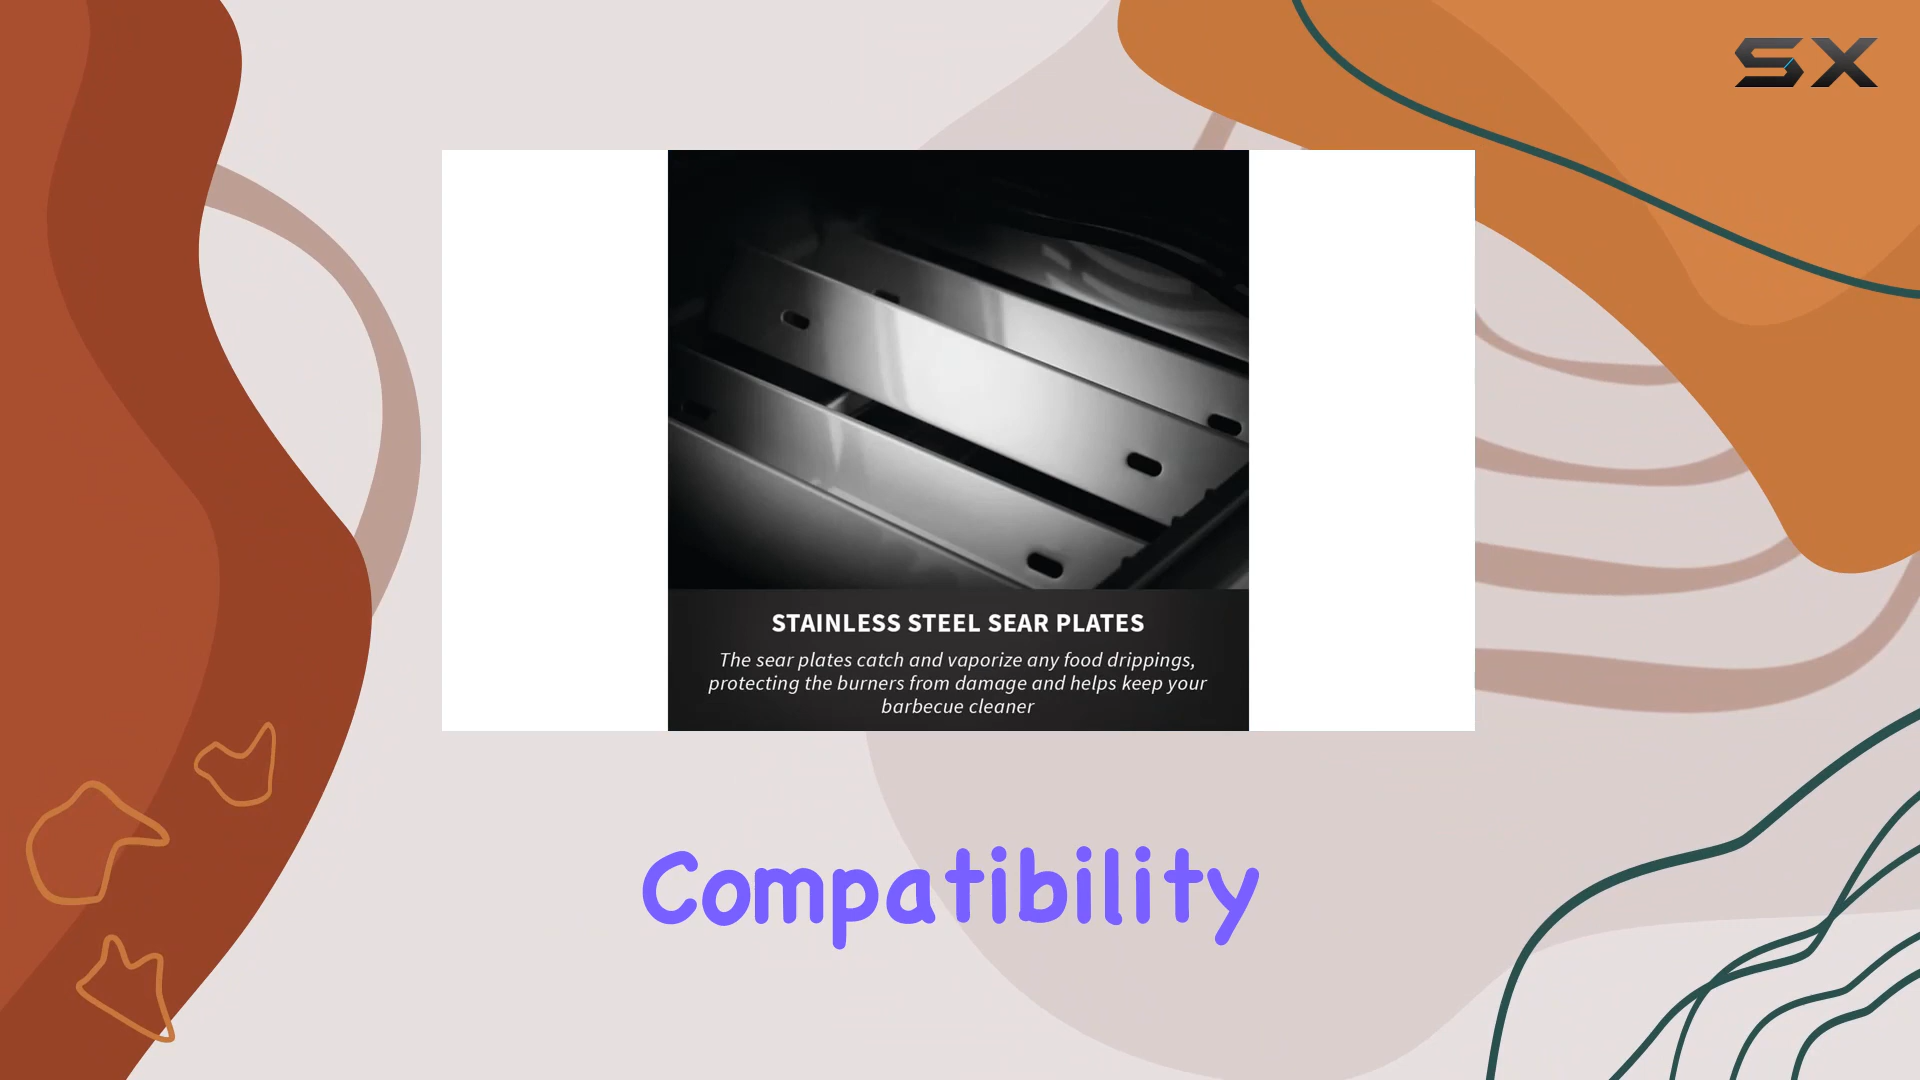 SX
STAINLESS STEEL SEAR PLATES
The sear plates catch and vaporize any food drippings,
protecting the burners from damage and helps keep your
barbecue cleaner
Compatibility